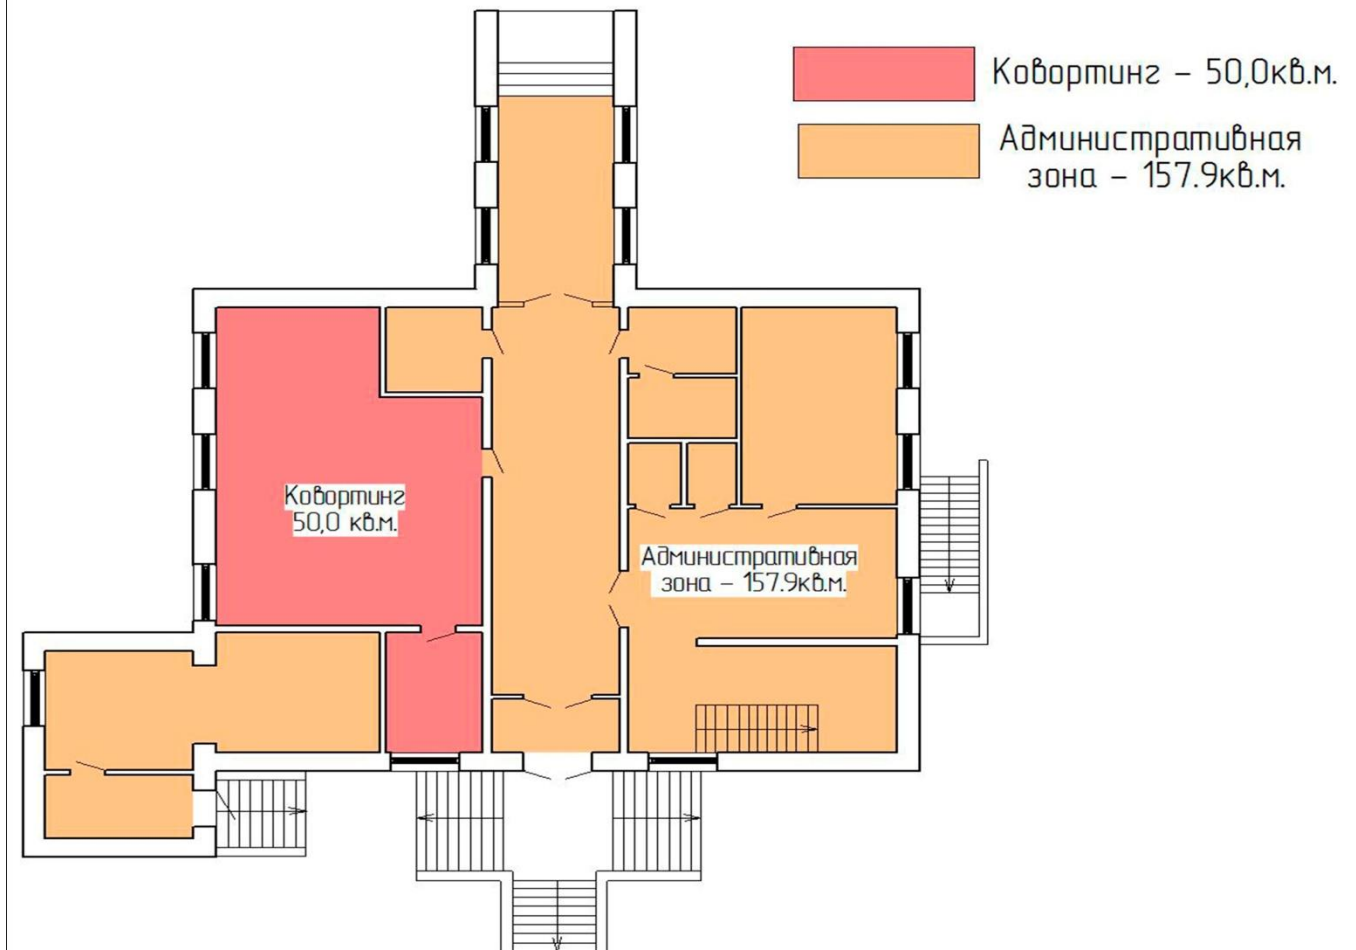 Ковортинг - 50,0кв.м.
Административная
зона - 157.9кв.м.
Ковортинг
50,0 кв.м.
Административная
зона - 157.9кв.м.